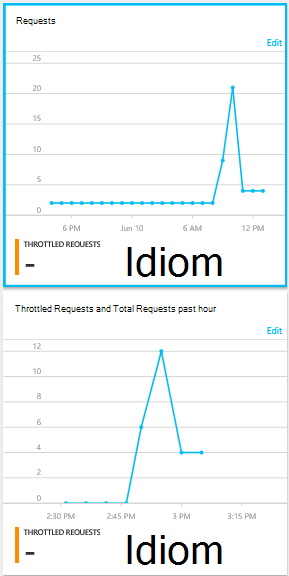 Requests
Edit
25
20
15
10
5
0
6 PM Jun 10 6 AM 12 PM
THROTTLED REQUESTS
-
Idiom
Throttled Requests and Total Requests past hour
Edit
12
10
8
6
4
2
0
2:30 PM 2:45 PM 3 PM 3:15 PM
THROTTLED REQUESTS
-
Idiom